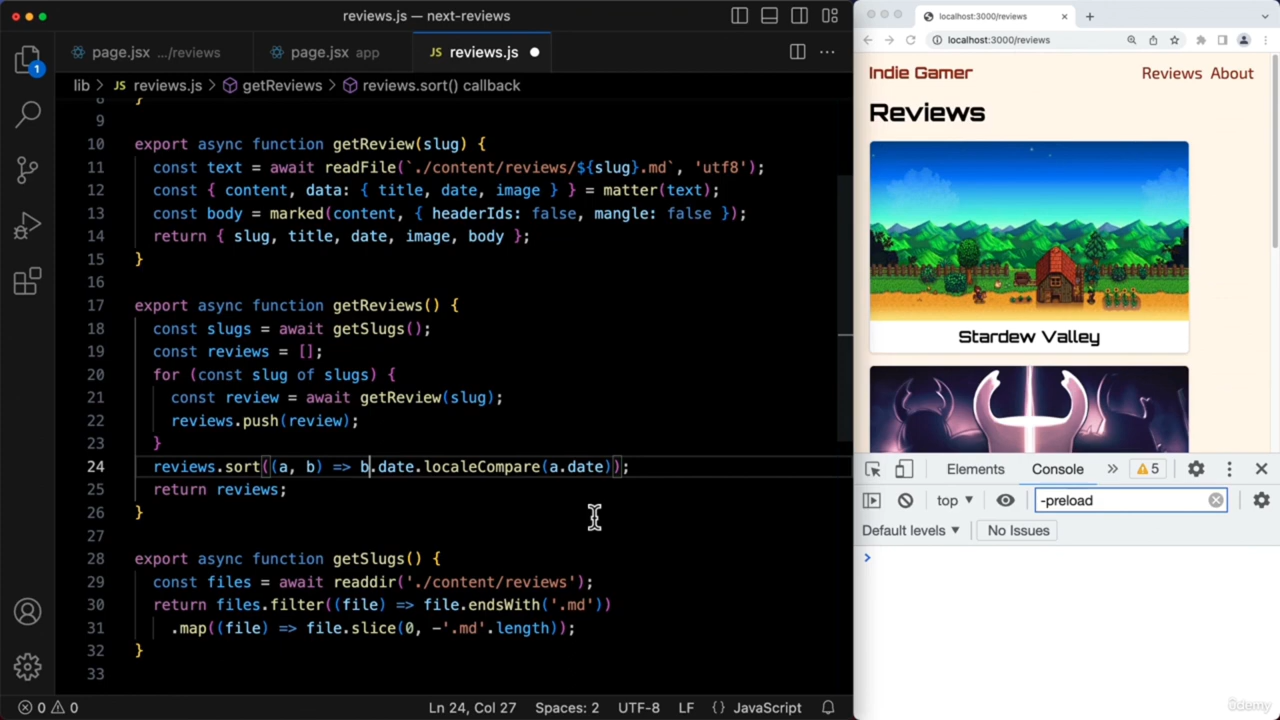 reviews.js — next-reviews
page.jsx .../reviews
page.jsx app
JS reviews.js
lib > JS reviews.js > getReviews > reviews.sort() callback
8 }
9
10 export async function getReview(slug) {
11 const text = await readFile(`./content/reviews/${slug}.md`, 'utf8');
12 const { content, data: { title, date, image } } = matter(text);
13 const body = marked(content, { headerIds: false, mangle: false });
14 return { slug, title, date, image, body };
15 }
16
17 export async function getReviews() {
18 const slugs = await getSlugs();
19 const reviews = [];
20 for (const slug of slugs) {
21 const review = await getReview(slug);
22 reviews.push(review);
23 }
24 reviews.sort((a, b) => b.date.localeCompare(a.date));
25 return reviews;
26 }
27
28 export async function getSlugs() {
29 const files = await readdir('./content/reviews');
30 return files.filter((file) => file.endsWith('.md'))
31 .map((file) => file.slice(0, -'.md'.length));
32 }
33
1
0 0
Ln 24, Col 27 Spaces: 2 UTF-8 LF {} JavaScript
localhost:3000/reviews
localhost:3000/reviews
Indie Gamer
Reviews About
Reviews
Stardew Valley
Elements Console 5
top -preload
Default levels No Issues
ûdemy